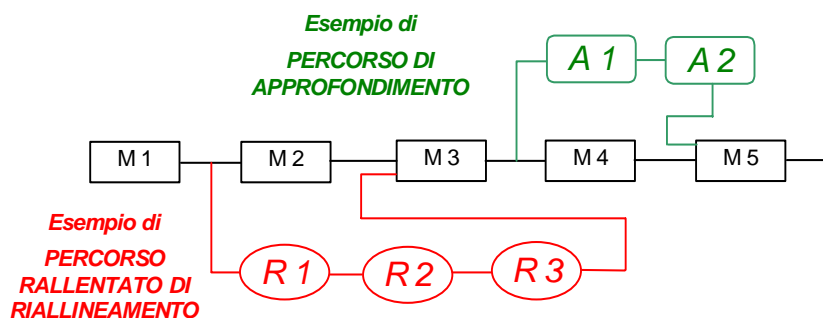 Esempio di
PERCORSO DI
APPROFONDIMENTO
A 1
A 2
M 1
M 2
M 3
M 4
M 5
Esempio di
PERCORSO
RALLENTATO DI
RIALLINEAMENTO
R 1
R 2
R 3